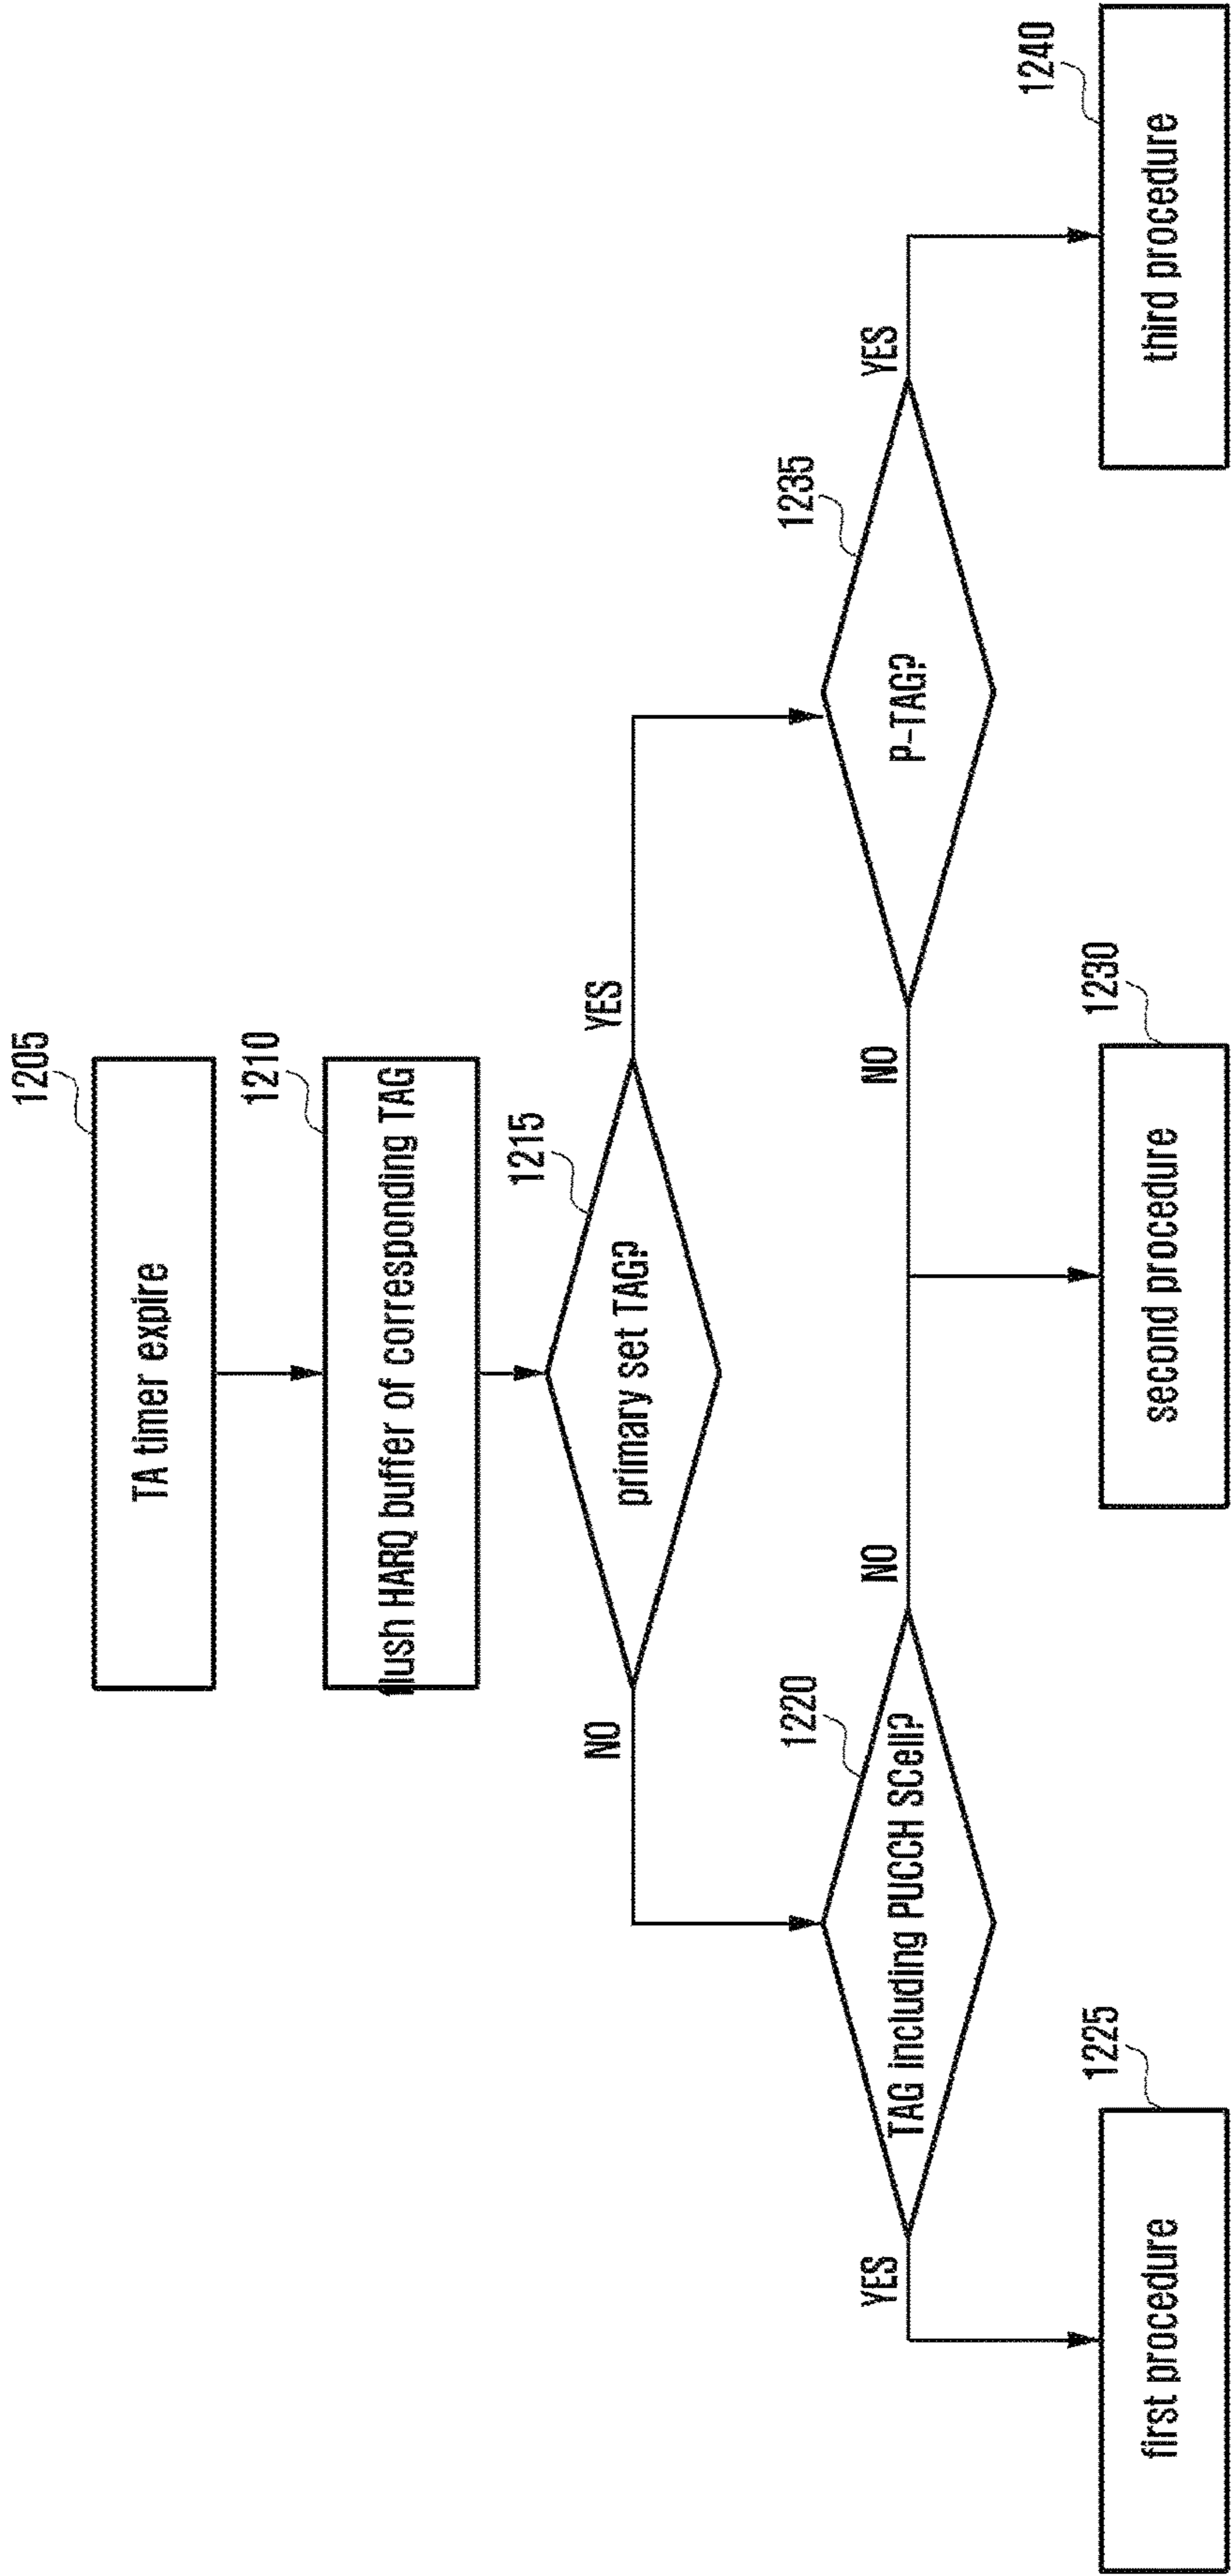 1205
TA timer expire
1210
flush HARQ buffer of corresponding TAG
1215
primary set TAG?
NO
YES
1220
TAG including PUCCH SCell?
YES
NO
1235
P-TAG?
NO
YES
1225
first procedure
1230
second procedure
1240
third procedure